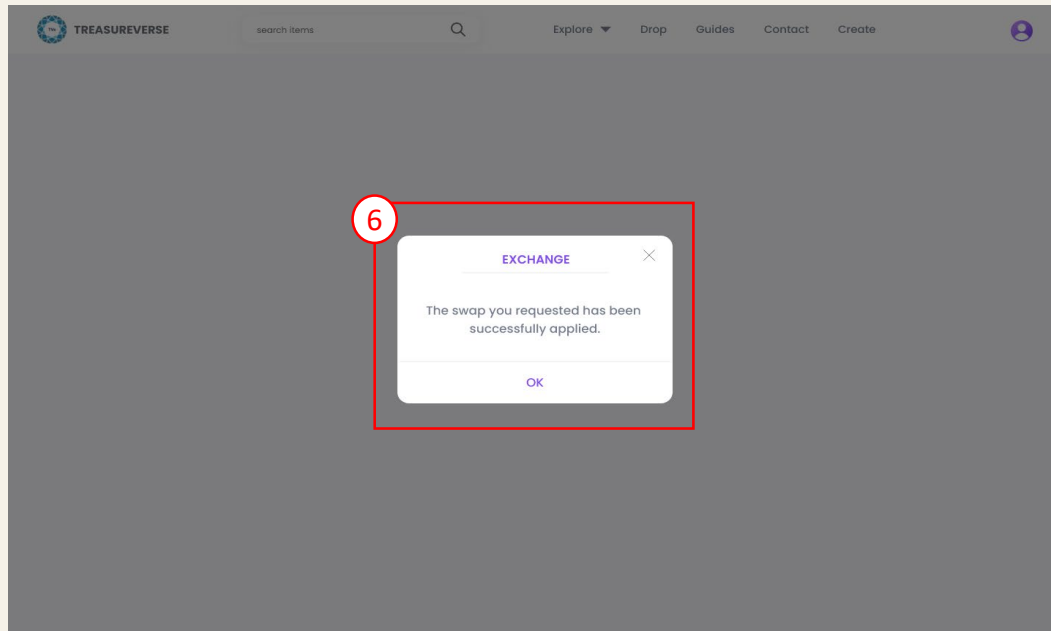 TREASUREVERSE
search items
Explore Drop Guides Contact Create
6
EXCHANGE
The swap you requested has been
successfully applied.
OK